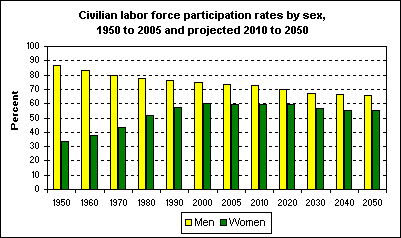 Civilian labor force participation rates by sex,
1950 to 2005 and projected 2010 to 2050
Percent
100
90
80
70
60
50
40
30
20
10
0
1950 1960 1970 1980 1990 2000 2005 2010 2020 2030 2040 2050
Men Women